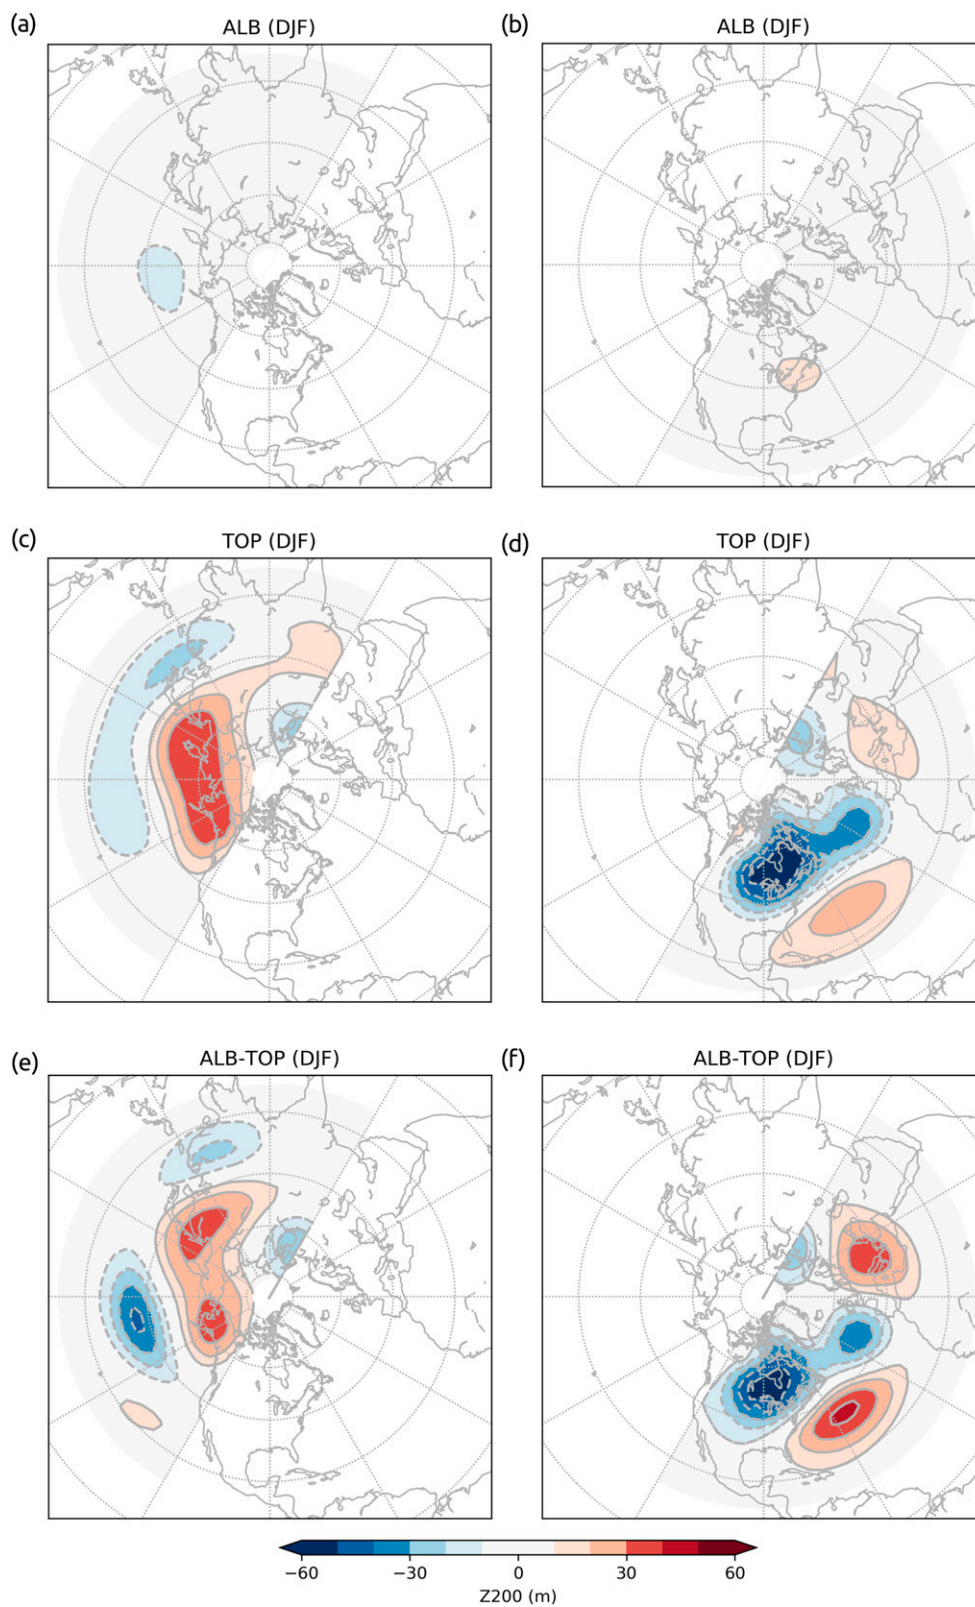 (a) ALB (DJF)
(b) ALB (DJF)
(c) TOP (DJF)
(d) TOP (DJF)
(e) ALB-TOP (DJF)
(f) ALB-TOP (DJF)
−60 −30 0 30 60
Z200 (m)